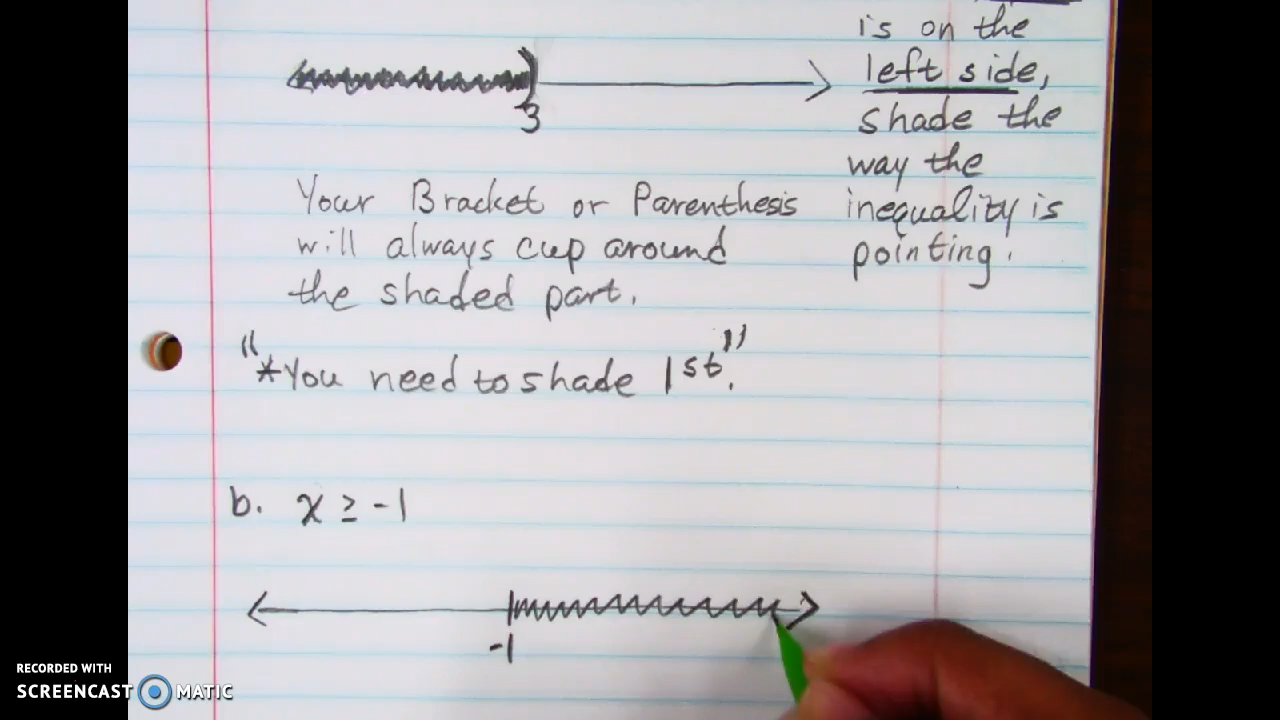 3
is on the
left side,
shade the
way the
inequality is
pointing.
Your Bracket or Parenthesis
will always cup around
the shaded part.
"*You need to shade 1st."
b. x ≥ -1
-1
RECORDED WITH
SCREENCAST O MATIC